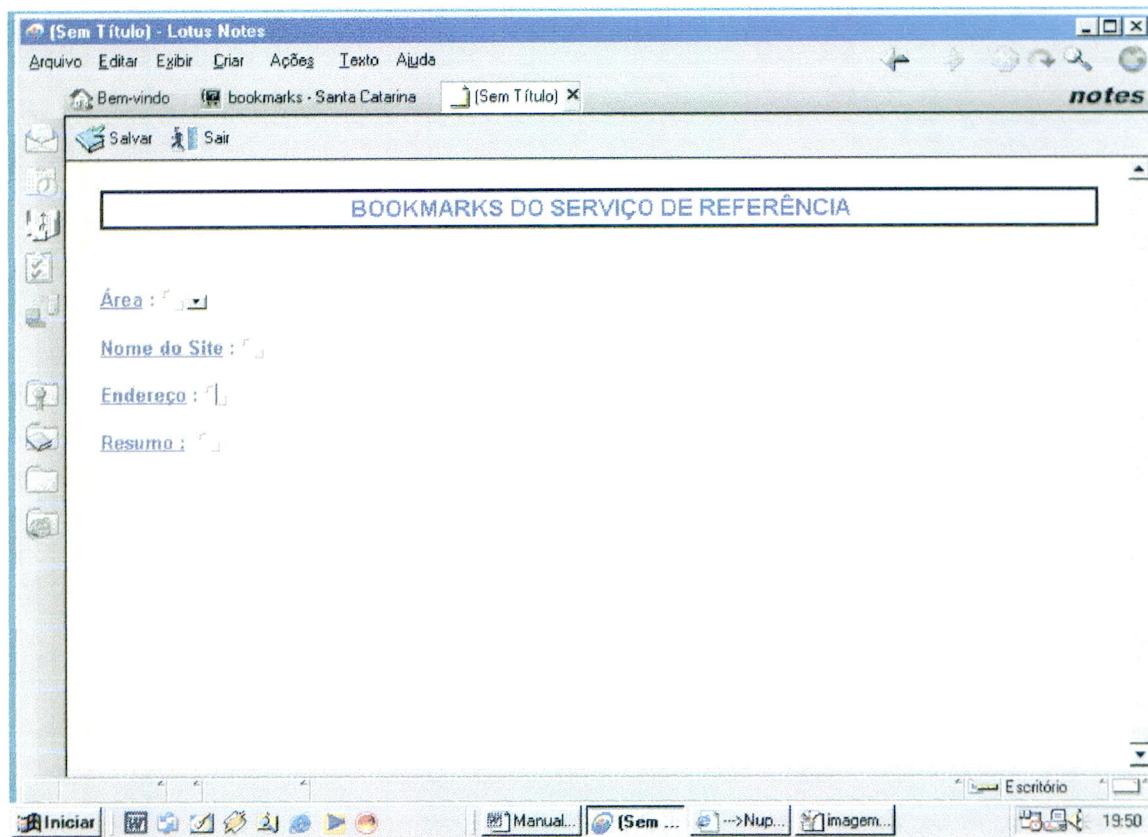 (Sem Título) - Lotus Notes
Arquivo Editar Exibir Criar Ações Texto Ajuda
Bem-vindo bookmarks - Santa Catarina (Sem Título) notes
Salvar Sair
BOOKMARKS DO SERVIÇO DE REFERÊNCIA
Área :
Nome do Site :
Endereço :
Resumo :
Escritório
Iniciar Manual... (Sem ... --->Nup... imagem... 19:50